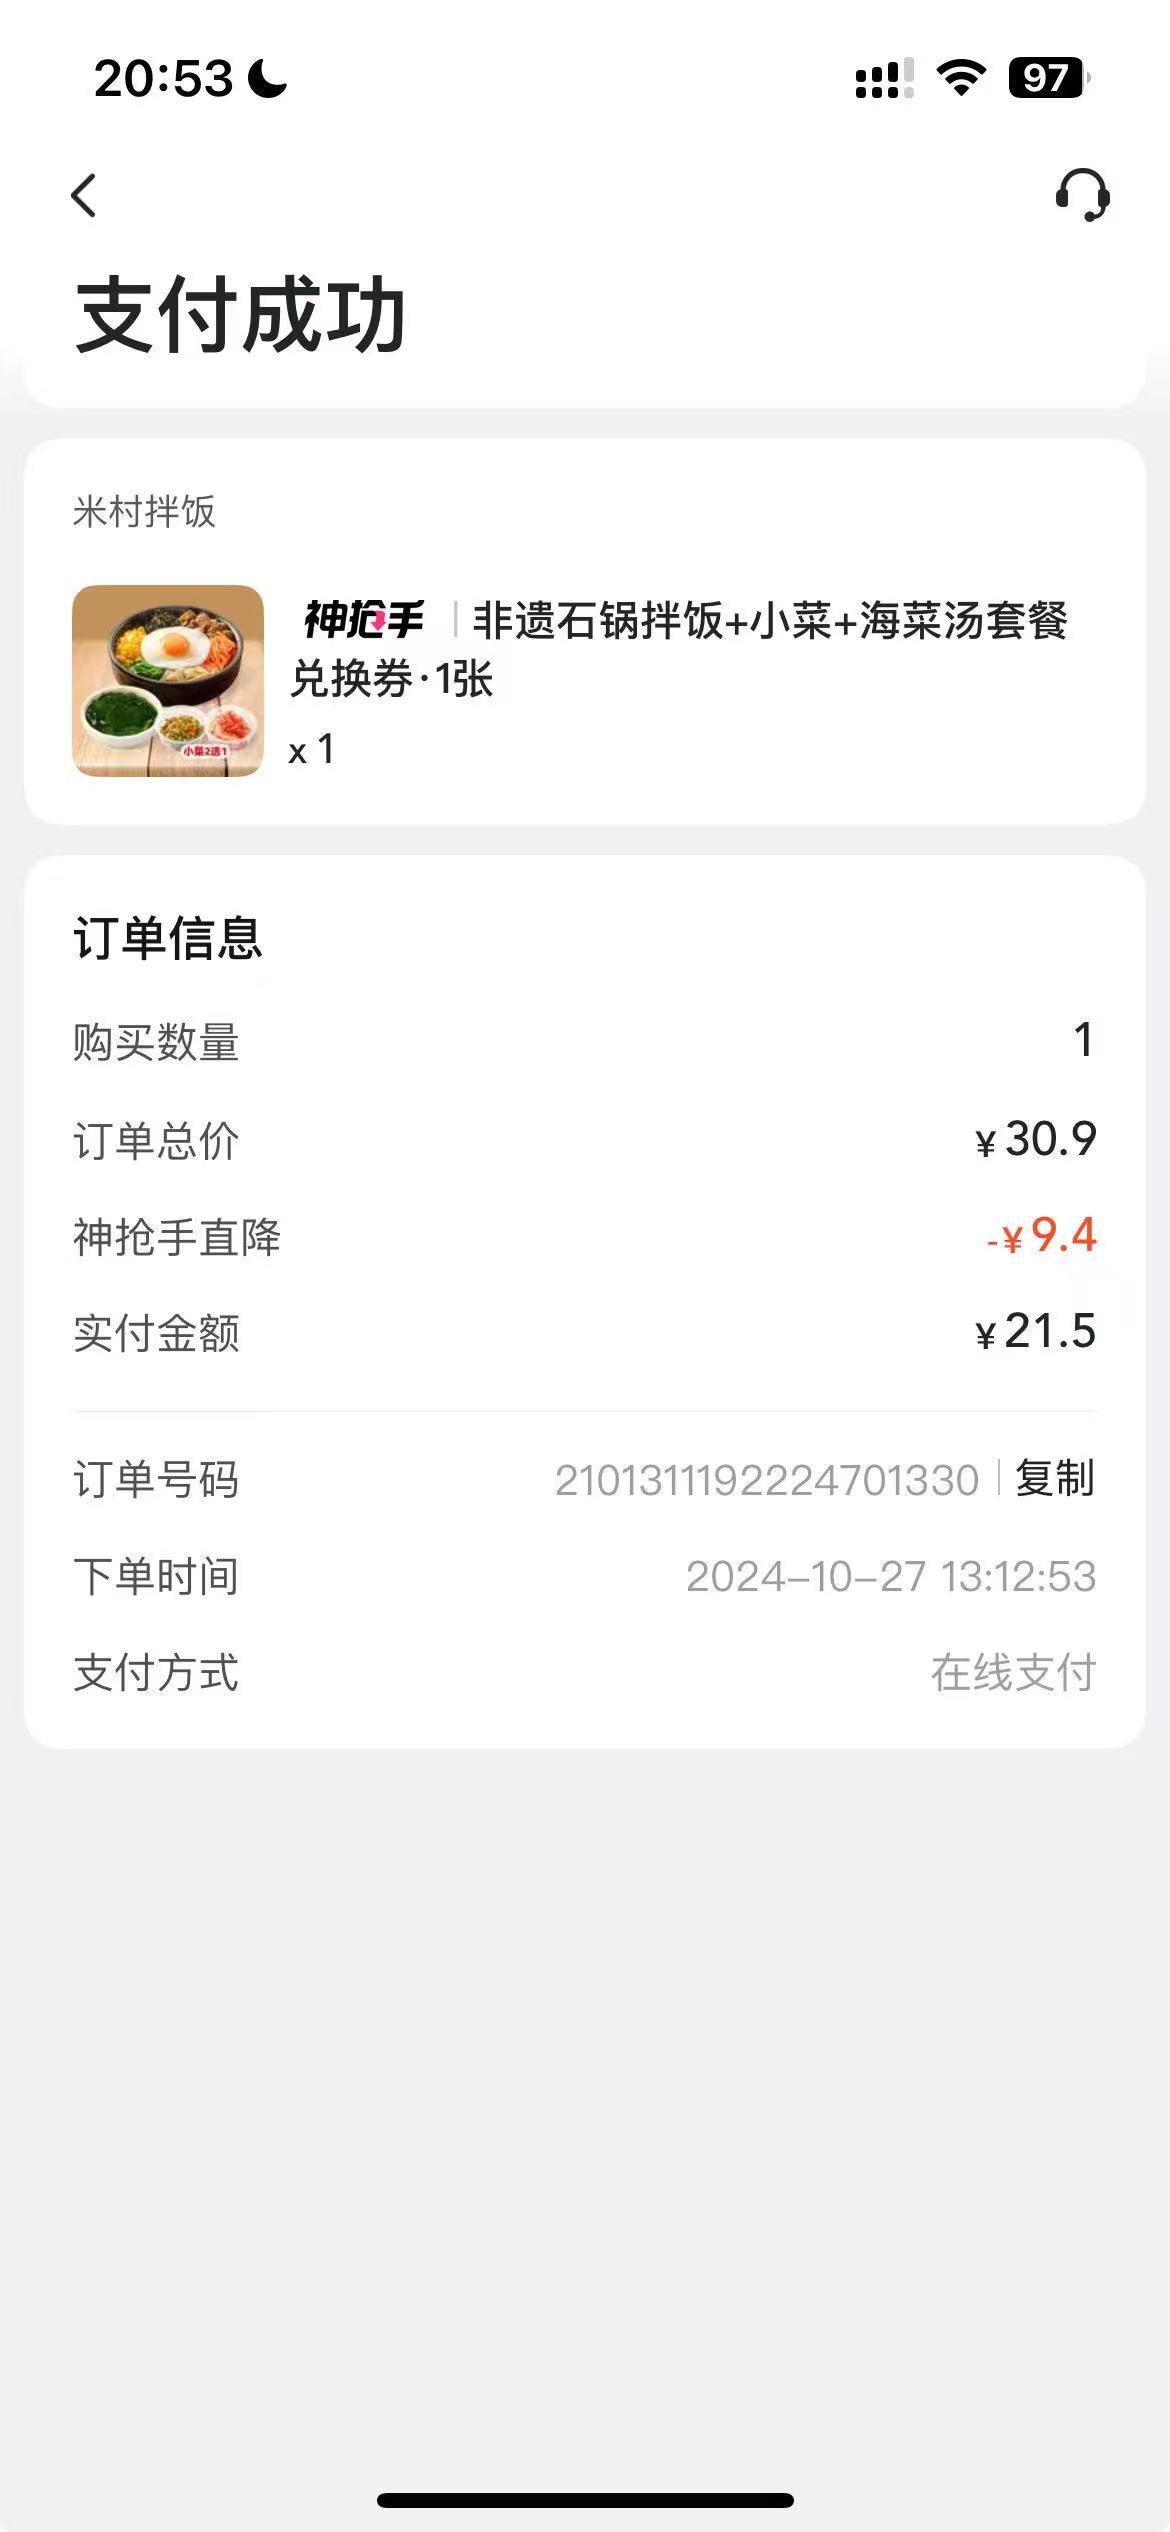 20:53
97
支付成功
米村拌饭
神抢手 | 非遗石锅拌饭+小菜+海菜汤套餐
兑换券·1张
小菜2选1
x 1
订单信息
购买数量 1
订单总价 ¥30.9
神抢手直降 -¥9.4
实付金额 ¥21.5
订单号码 2101311192224701330 | 复制
下单时间 2024-10-27 13:12:53
支付方式 在线支付